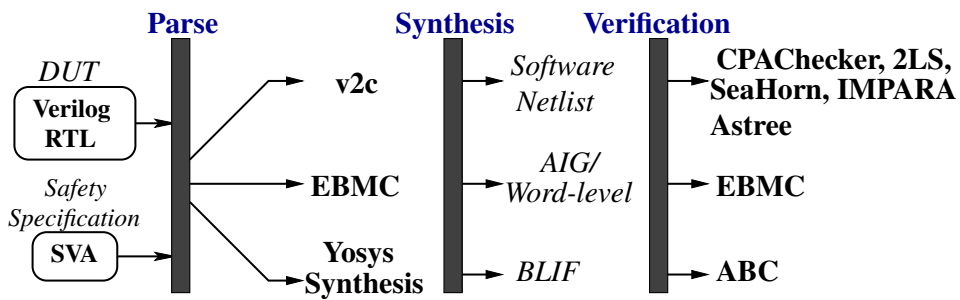 Parse
Synthesis
Verification
DUT
Verilog
RTL
Safety
Specification
SVA
v2c
EBMC
Yosys
Synthesis
Software
Netlist
AIG/
Word-level
BLIF
CPAChecker, 2LS,
SeaHorn, IMPARA
Astree
EBMC
ABC